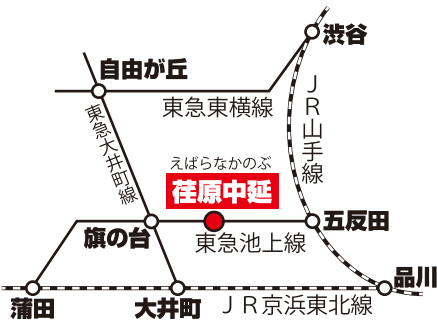 渋谷
自由が丘
東急東横線
JR山手線
東急大井町線
えばらなかのぶ
荏原中延
五反田
旗の台
東急池上線
品川
蒲田
大井町
JR京浜東北線